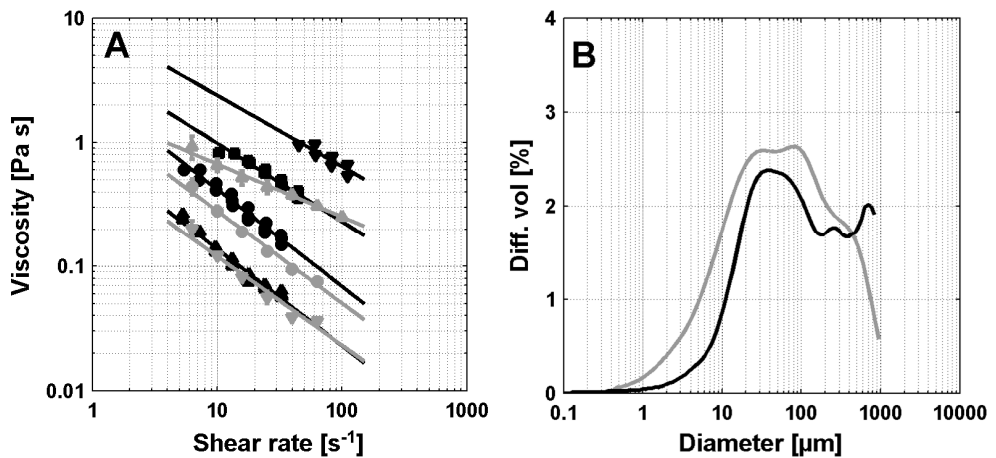 A
Viscosity [Pa s]
10
1
0.1
0.01
1 10 100 1000
Shear rate [s⁻¹]
B
Diff. vol [%]
4
3
2
1
0
0.1 1 10 100 1000 10000
Diameter [µm]